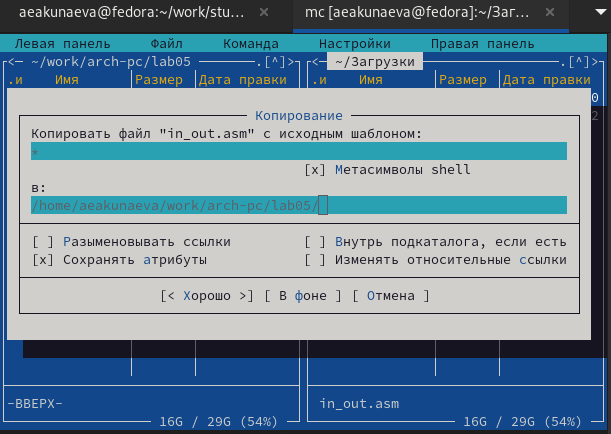 aeakunaeva@fedora:~/work/stu... × mc [aeakunaeva@fedora]:~/Заг... ×
Левая панель Файл Команда Настройки Правая панель
<— ~/work/arch-pc/lab05 .[^]> <— ~/Загрузки .[^]>
.и Имя Размер Дата правки .и Имя Размер Дата правки
0
2
Копирование
Копировать файл "in_out.asm" с исходным шаблоном:
*
[x] Метасимволы shell
в:
/home/aeakunaeva/work/arch-pc/lab05/
[ ] Разыменовывать ссылки [ ] Внутрь подкаталога, если есть
[x] Сохранять атрибуты [ ] Изменять относительные ссылки
[< Хорошо >] [ В фоне ] [ Отмена ]
-ВВЕРХ- in_out.asm
16G / 29G (54%) 16G / 29G (54%)